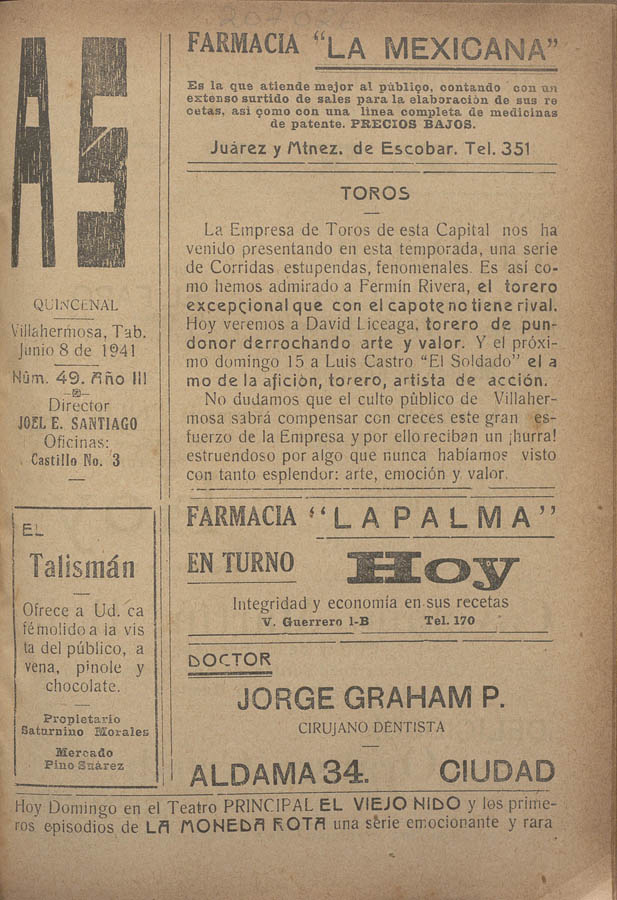 AS
QUINCENAL
Villahermosa, Tab.
Junio 8 de 1941
Núm. 49. Año III
Director
JOEL E. SANTIAGO
Oficinas:
Castillo No. 3
EL
Talismán
Ofrece a Ud. ca
fé molido a la vis
ta del público, a
vena, pinole y
chocolate.
Propietario
Saturnino Morales
Mercado
Pino Suárez
FARMACIA "LA MEXICANA"
Es la que atiende mejor al público, contando con un
extenso surtido de sales para la elaboración de sus re
cetas, asi como con una linea completa de medicinas
de patente. PRECIOS BAJOS.
Juárez y Mtnez. de Escobar. Tel. 351
TOROS
La Empresa de Toros de esta Capital nos ha
venido presentando en esta temporada, una serie
de Corridas estupendas, fenomenales. Es así co-
mo hemos admirado a Fermín Rivera, el torero
excepcional que con el capote no tiene rival.
Hoy veremos a David Liceaga, torero de pun-
donor derrochando arte y valor. Y el próxi-
mo domingo 15 a Luis Castro "El Soldado" el a
mo de la afición, torero, artista de acción.
No dudamos que el culto público de Villaher-
mosa sabrá compensar con creces este gran es-
fuerzo de la Empresa y por ello reciban un ¡hurra!
estruendoso por algo que nunca habíamos visto
con tanto esplendor: arte, emoción y valor.
FARMACIA "LA PALMA"
EN TURNO Hoy
Integridad y economía en sus recetas
V. Guerrero 1-B Tel. 170
DOCTOR
JORGE GRAHAM P.
CIRUJANO DENTISTA
ALDAMA 34. CIUDAD
Hoy Domingo en el Teatro PRINCIPAL EL VIEJO NIDO y los prime-
ros episodios de LA MONEDA ROTA una serie emocionante y rara